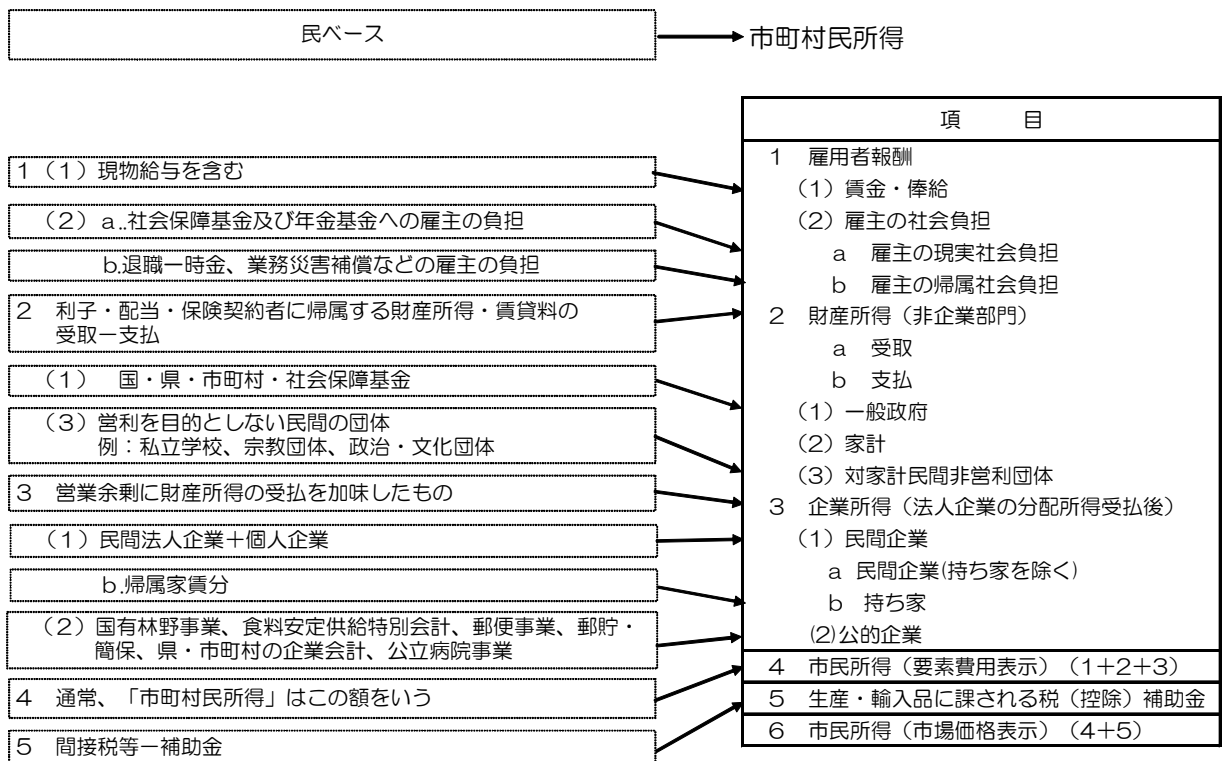 民ベース
市町村民所得
1（1）現物給与を含む
（2）a..社会保障基金及び年金基金への雇主の負担
b.退職一時金、業務災害補償などの雇主の負担
2 利子・配当・保険契約者に帰属する財産所得・賃貸料の
受取ー支払
（1） 国・県・市町村・社会保障基金
（3）営利を目的としない民間の団体
例：私立学校、宗教団体、政治・文化団体
3 営業余剰に財産所得の受払を加味したもの
（1）民間法人企業＋個人企業
b.帰属家賃分
（2）国有林野事業、食料安定供給特別会計、郵便事業、郵貯・
簡保、県・市町村の企業会計、公立病院事業
4 通常、「市町村民所得」はこの額をいう
5 間接税等ー補助金
項 目
1 雇用者報酬
（1）賃金・俸給
（2）雇主の社会負担
a 雇主の現実社会負担
b 雇主の帰属社会負担
2 財産所得（非企業部門）
a 受取
b 支払
（1）一般政府
（2）家計
（3）対家計民間非営利団体
3 企業所得（法人企業の分配所得受払後）
（1）民間企業
a 民間企業(持ち家を除く)
b 持ち家
(2)公的企業
4 市民所得（要素費用表示）（1＋2＋3）
5 生産・輸入品に課される税（控除）補助金
6 市民所得（市場価格表示）（4＋5）